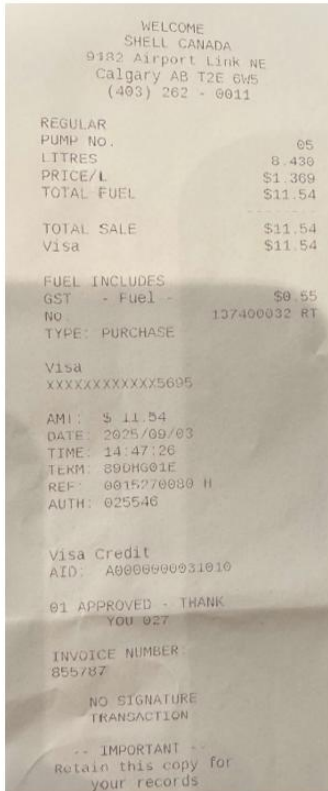 WELCOME
SHELL CANADA
9182 Airport Link NE
Calgary AB T2E 6W5
(403) 262 - 0011
REGULAR
PUMP NO. 05
LITRES 8.430
PRICE/L $1.369
TOTAL FUEL $11.54
--------
TOTAL SALE $11.54
Visa $11.54
FUEL INCLUDES
GST - Fuel - $0.55
No. 137400032 RT
TYPE: PURCHASE
Visa
XXXXXXXXXXXX5695
AMT: $ 11.54
DATE: 2025/09/03
TIME: 14:47:26
TERM: 89DHG01E
REF: 0015270080 H
AUTH: 025546
Visa Credit
AID: A0000000031010
01 APPROVED - THANK
YOU 027
INVOICE NUMBER:
855787
NO SIGNATURE
TRANSACTION
-- IMPORTANT --
Retain this copy for
your records